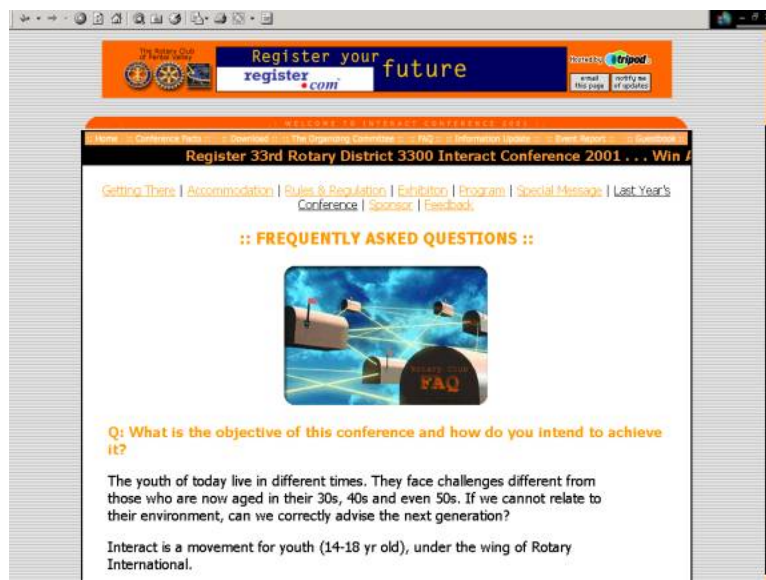 The Rotary Club
of Pantai Valley
Register your
future
register
.com
Hosted by tripod
email
this page
notify me
of updates
:: WELCOME TO INTERACT CONFERENCE 2001 ::
:: Home :: Conference Facts :: Download :: The Organizing Committee :: FAQ :: Information Update :: Event Report :: Guestbook ::
Register 33rd Rotary District 3300 Interact Conference 2001 . . . Win
Getting There | Accommodation | Rules & Regulation | Exhibiton | Program | Special Message | Last Year's
Conference | Sponsor | Feedback
:: FREQUENTLY ASKED QUESTIONS ::
Rotary Club
FAQ
Q: What is the objective of this conference and how do you intend to achieve
it?
The youth of today live in different times. They face challenges different from
those who are now aged in their 30s, 40s and even 50s. If we cannot relate to
their environment, can we correctly advise the next generation?
Interact is a movement for youth (14-18 yr old), under the wing of Rotary
International.